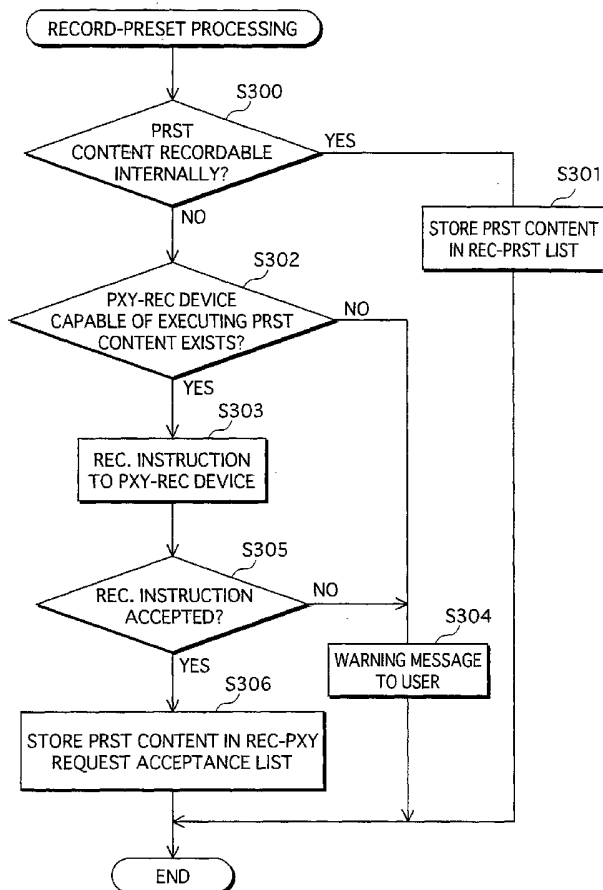 RECORD-PRESET PROCESSING
S300
PRST
CONTENT RECORDABLE
INTERNALLY?
YES
NO
S301
STORE PRST CONTENT
IN REC-PRST LIST
S302
PXY-REC DEVICE
CAPABLE OF EXECUTING PRST
CONTENT EXISTS?
NO
YES
S303
REC. INSTRUCTION
TO PXY-REC DEVICE
S305
REC. INSTRUCTION
ACCEPTED?
NO
YES
S304
WARNING MESSAGE
TO USER
S306
STORE PRST CONTENT IN REC-PXY
REQUEST ACCEPTANCE LIST
END